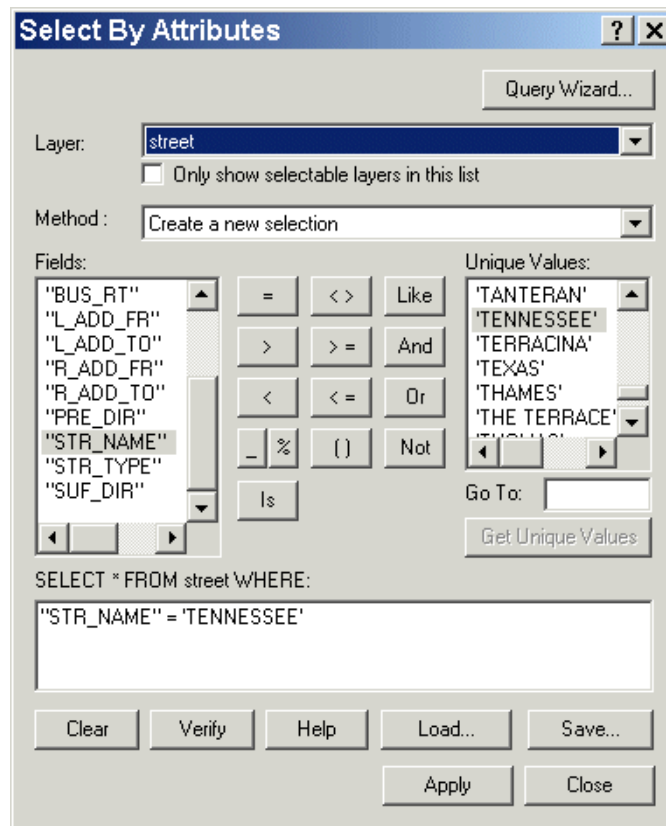 Select By Attributes
Query Wizard...
Layer:
street
Only show selectable layers in this list
Method :
Create a new selection
Fields:
"BUS_RT"
"L_ADD_FR"
"L_ADD_TO"
"R_ADD_FR"
"R_ADD_TO"
"PRE_DIR"
"STR_NAME"
"STR_TYPE"
"SUF_DIR"
= < > Like
> > = And
< < = Or
_ % ( ) Not
Is
Unique Values:
'TANTERAN'
'TENNESSEE'
'TERRACINA'
'TEXAS'
'THAMES'
'THE TERRACE'
Go To:
Get Unique Values
SELECT * FROM street WHERE:
"STR_NAME" = 'TENNESSEE'
Clear Verify Help Load... Save...
Apply Close